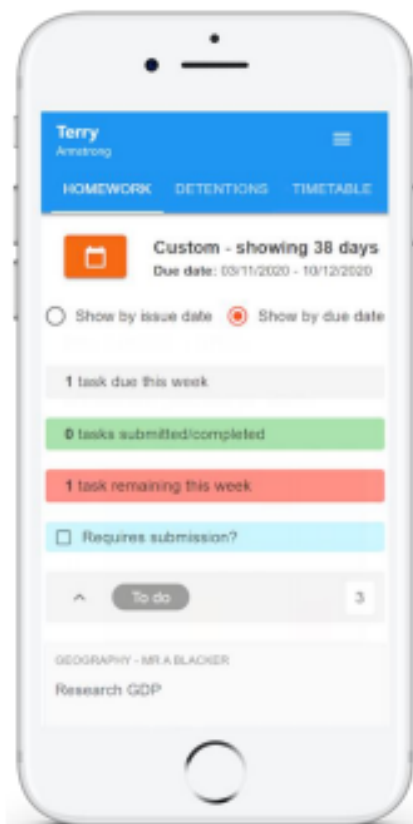 Terry
Armstrong
HOMEWORK DETENTIONS TIMETABLE
Custom - showing 38 days
Due date: 03/11/2020 - 10/12/2020
Show by issue date Show by due date
1 task due this week
0 tasks submitted/completed
1 task remaining this week
Requires submission?
To do 3
GEOGRAPHY - MR A BLACKER
Research GDP